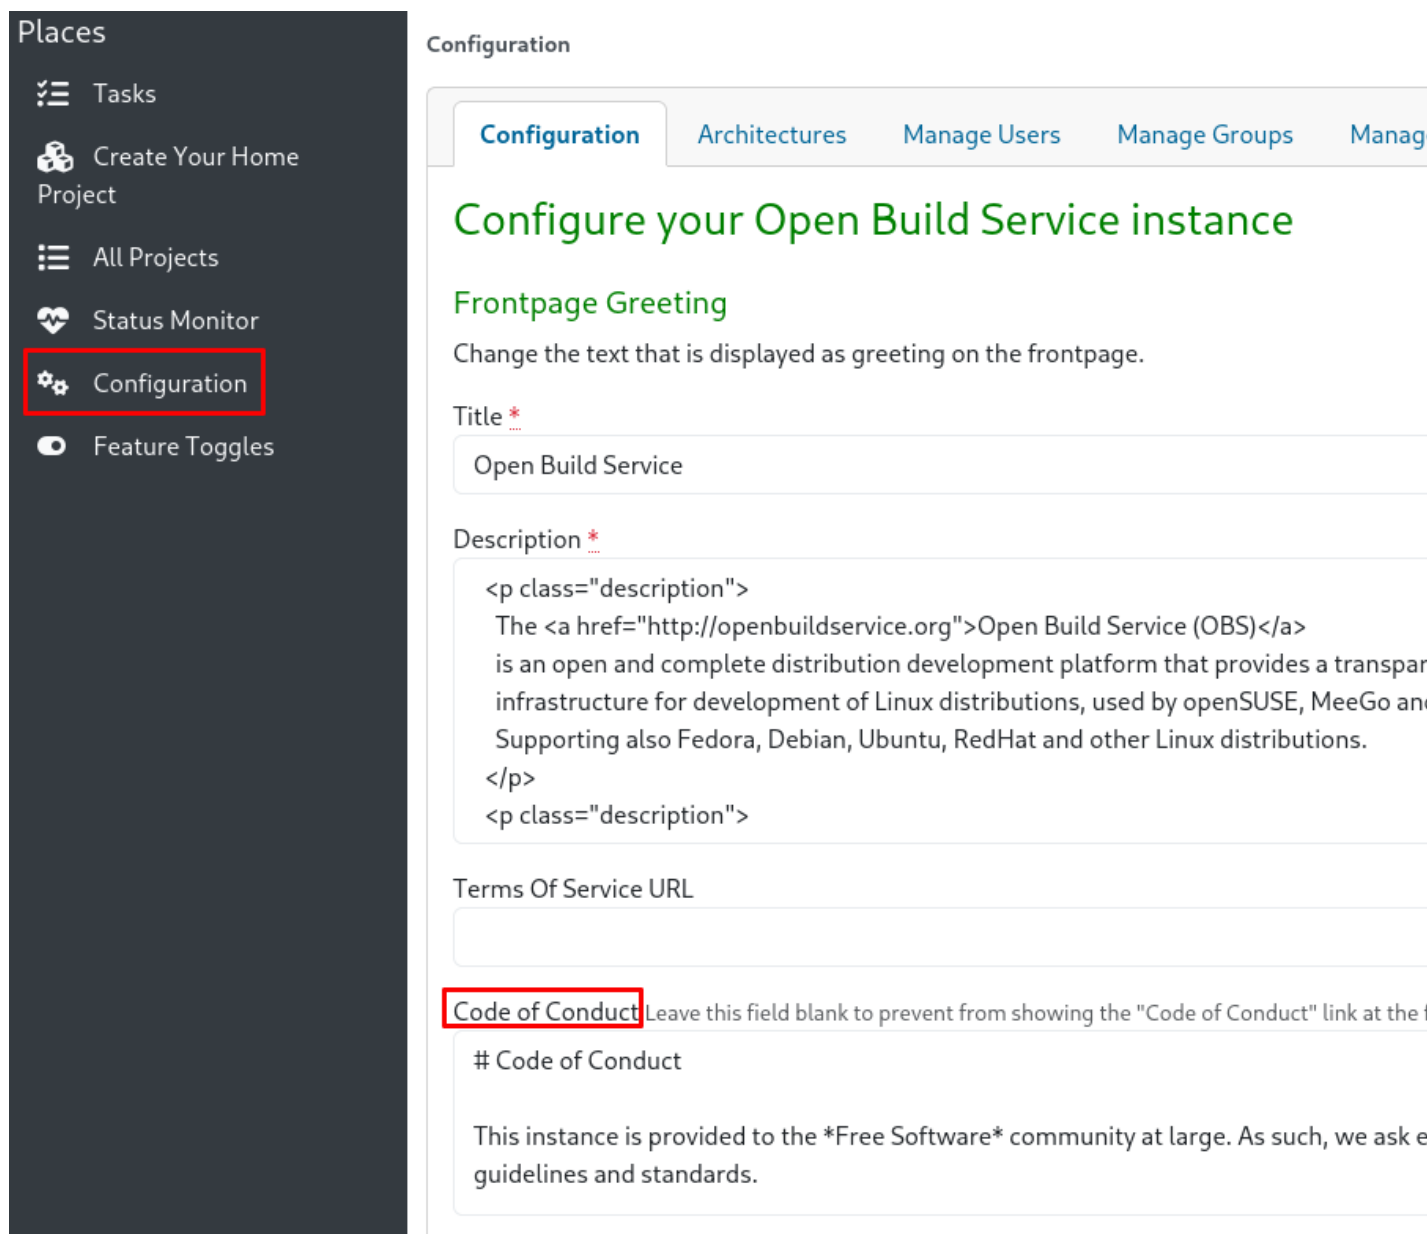 Places
Tasks
Create Your Home
Project
All Projects
Status Monitor
Configuration
Feature Toggles
Configuration
Configuration Architectures Manage Users Manage Groups
Configure your Open Build Service instance
Frontpage Greeting
Change the text that is displayed as greeting on the frontpage.
Title *
Open Build Service
Description *
<p class="description">
The <a href="http://openbuildservice.org">Open Build Service (OBS)</a>
is an open and complete distribution development platform that provides a
infrastructure for development of Linux distributions, used by openSUSE, MeeGo
Supporting also Fedora, Debian, Ubuntu, RedHat and other Linux distributions.
</p>
<p class="description">
Terms Of Service URL
Code of Conduct Leave this field blank to prevent from showing the "Code of Conduct" link at the
# Code of Conduct
This instance is provided to the *Free Software* community at large. As such, we ask
guidelines and standards.